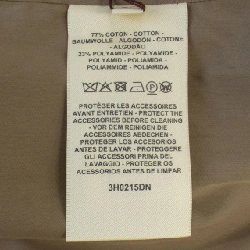 77% COTON - COTTON -
BAUMWOLLE - ALGODON - COTONE -
ALGODÃO
23% POLYAMIDE - POLYAMIDE -
POLYAMID - POLIAMIDA -
POLIAMMIDE -
POLIAMIDA
PROTÉGER LES ACCESSOIRES
AVANT ENTRETIEN - PROTECT THE
ACCESSORIES BEFORE CLEANING
- VOR DEM REINIGEN DIE
ACCESSOIRES ABDECKEN -
PROTEGER LOS ACCESORIOS
ANTES DE LAVAR - PROTEGGERE
GLI ACCESSORI PRIMA DEL
LAVAGGIO - PROTEGER OS
ACESSÓRIOS ANTES DE LIMPAR
3H0215DN